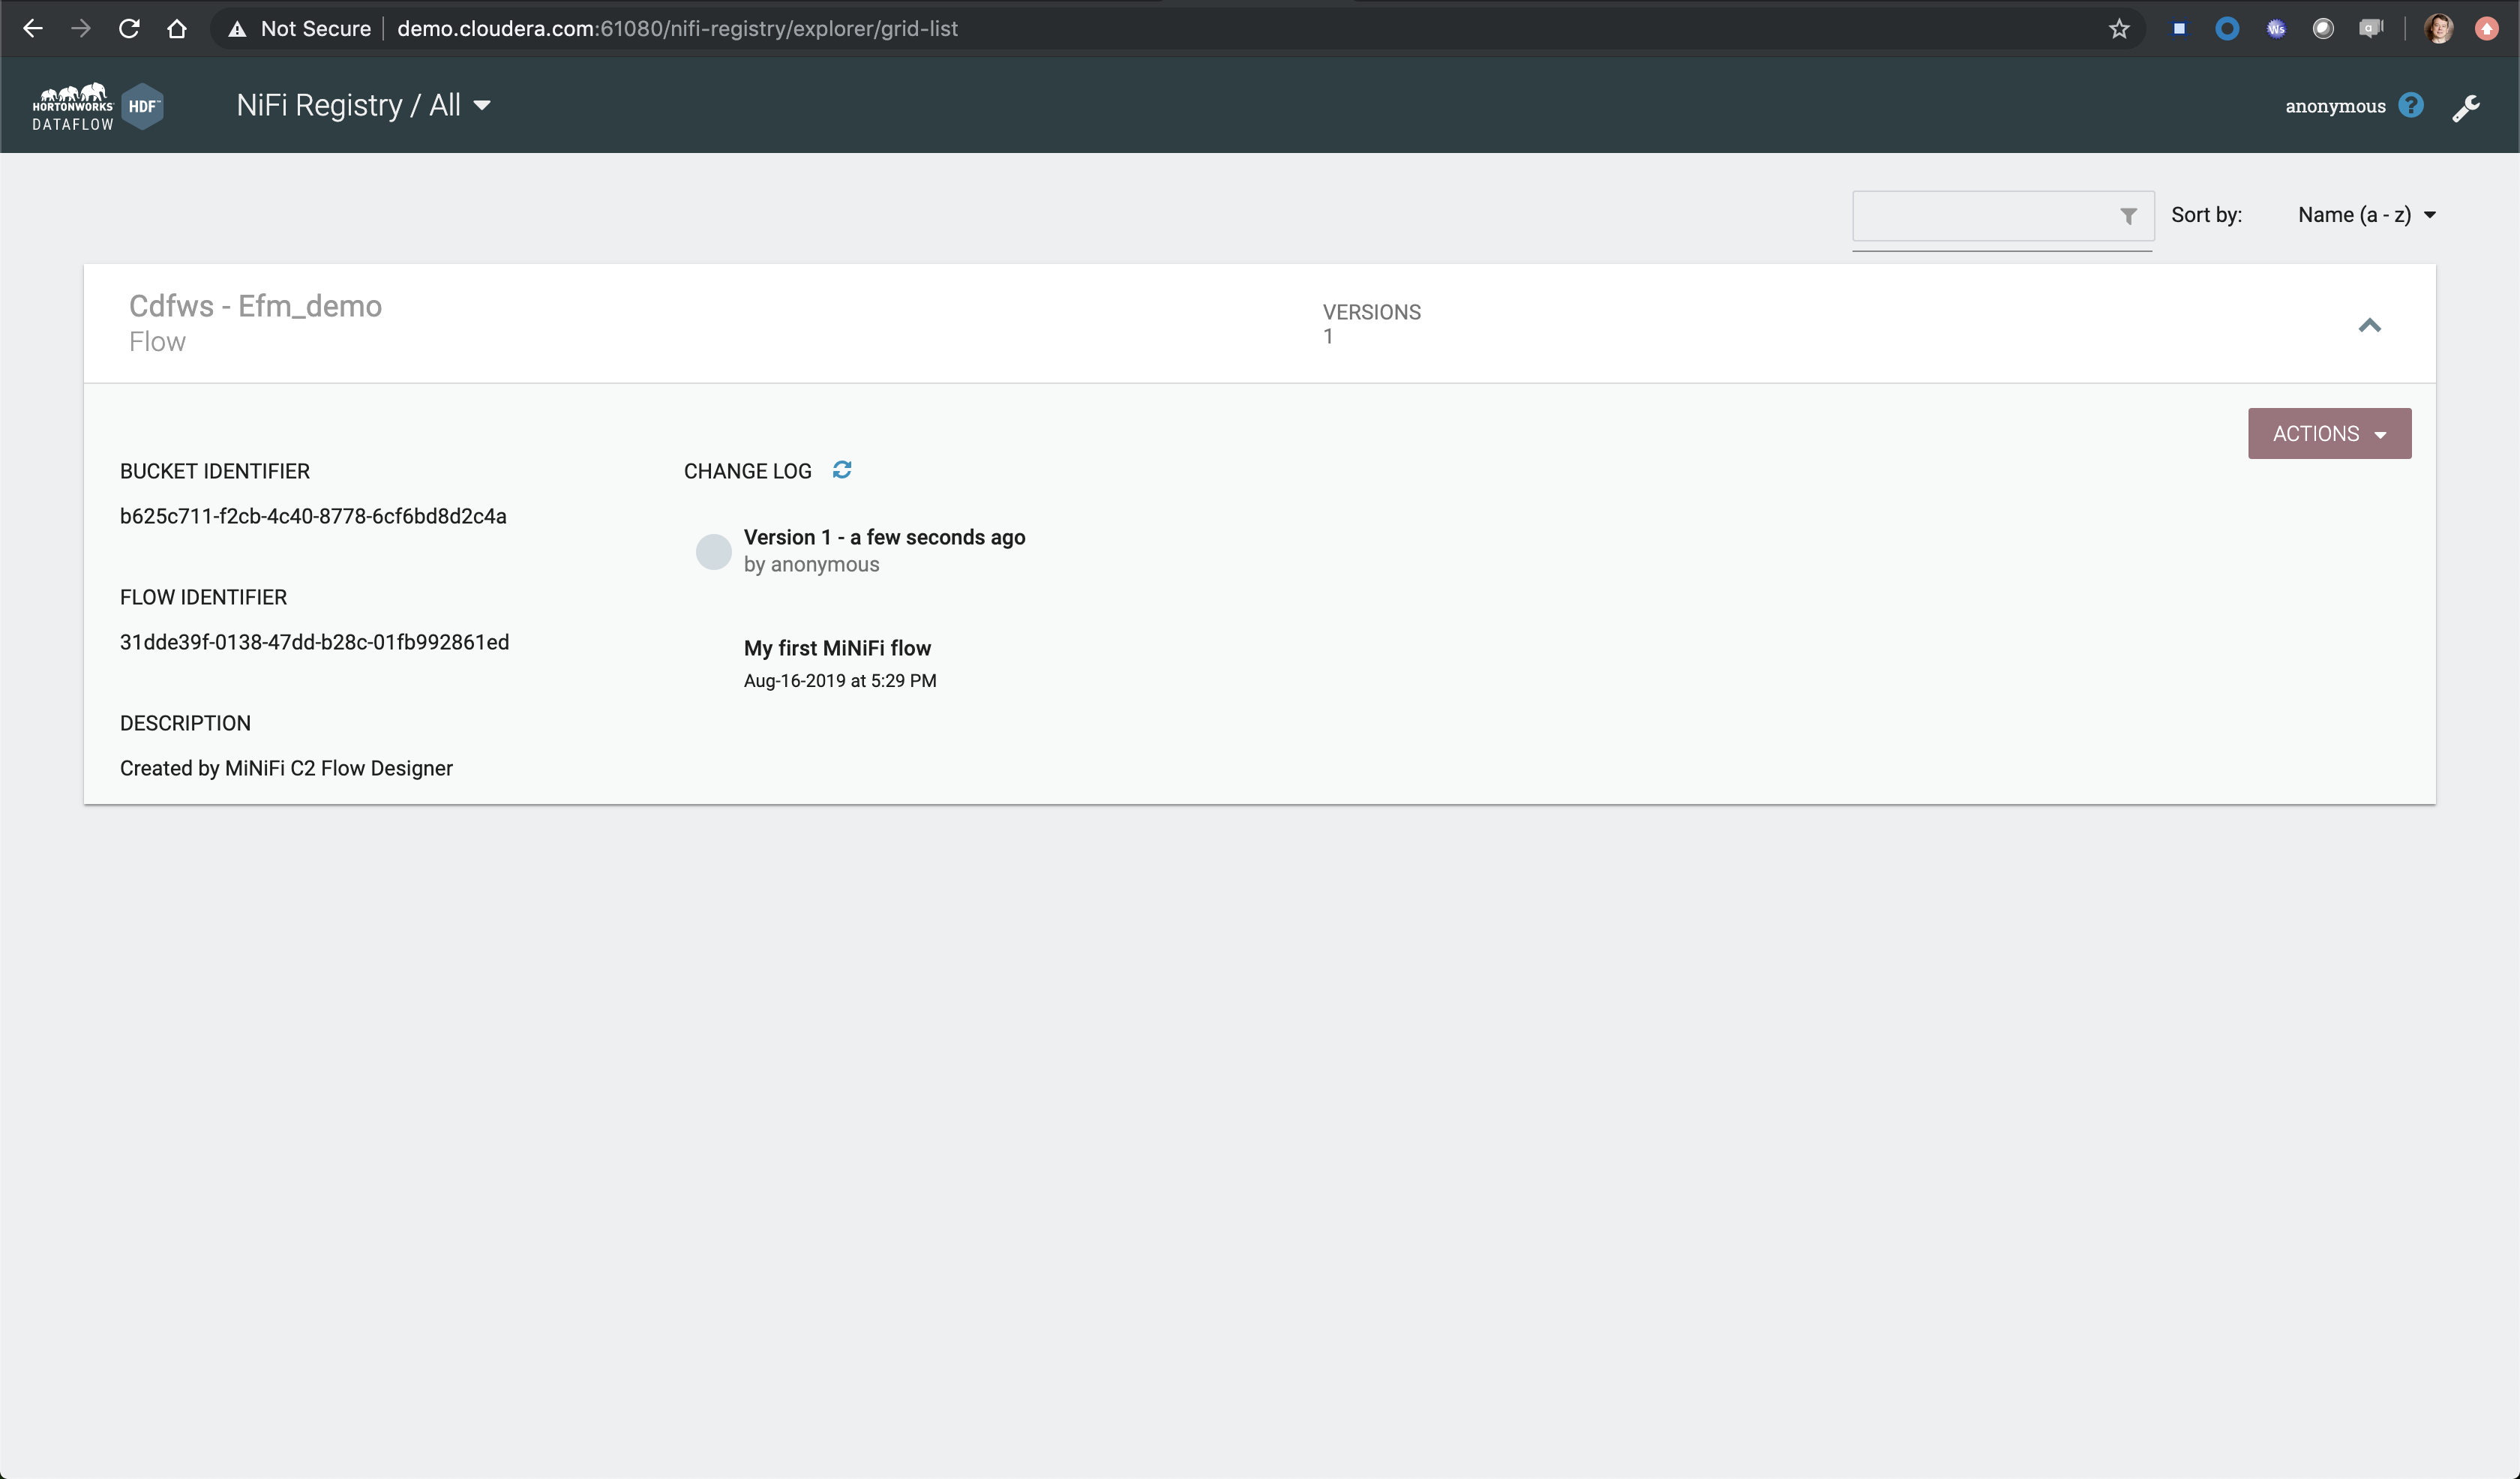 Not Secure demo.cloudera.com:61080/nifi-registry/explorer/grid-list
Ws
HORTONWORKS
DATAFLOW
HDF
NiFi Registry / All
anonymous
Sort by: Name (a - z)
Cdfws - Efm_demo
Flow
VERSIONS
1
ACTIONS
BUCKET IDENTIFIER
b625c711-f2cb-4c40-8778-6cf6bd8d2c4a
FLOW IDENTIFIER
31dde39f-0138-47dd-b28c-01fb992861ed
DESCRIPTION
Created by MiNiFi C2 Flow Designer
CHANGE LOG
Version 1 - a few seconds ago
by anonymous
My first MiNiFi flow
Aug-16-2019 at 5:29 PM